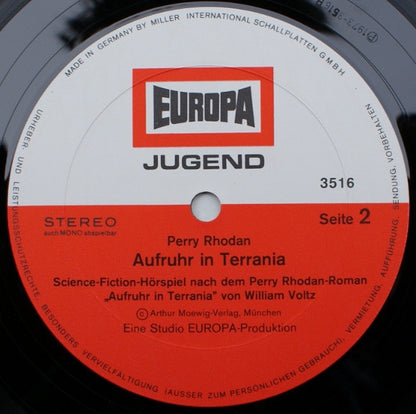 MADE IN GERMANY BY MILLER INTERNATIONAL SCHALLPLATTEN GMBH
EUROPA
JUGEND
3516
STEREO
auch MONO abspielbar
Seite 2
Perry Rhodan
Aufruhr in Terrania
Science-Fiction-Hörspiel nach dem Perry Rhodan-Roman
„Aufruhr in Terrania" von William Voltz
© Arthur Moewig-Verlag, München
Eine Studio EUROPA-Produktion
URHEBER- UND LEISTUNGSSCHUTZRECHTE, BESONDERS VERVIELFÄLTIGUNG (AUSSER ZUM PERSÖNLICHEN GEBRAUCH), VERMIETUNG, AUFFÜHRUNG, SENDUNG, VORBEHALTEN